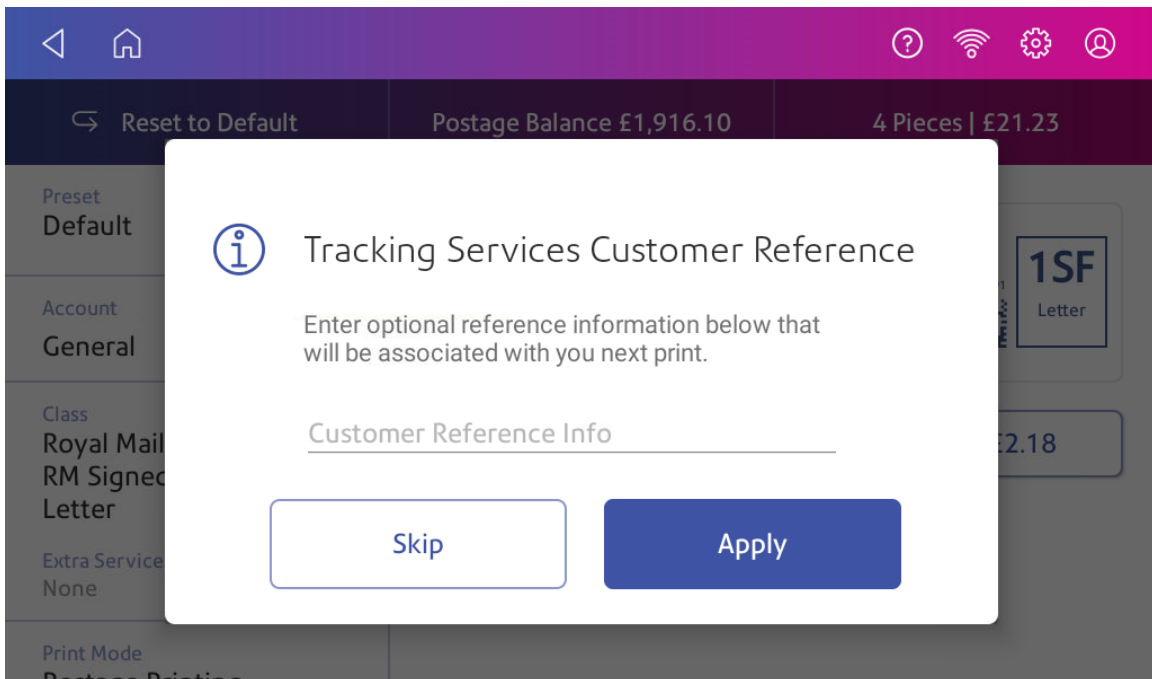 Reset to Default
Postage Balance £1,916.10
4 Pieces | £21.23
Preset
Default
Account
General
Class
Royal Mail
RM Signed
Letter
Extra Service
None
Print Mode
Tracking Services Customer Reference
Enter optional reference information below that
will be associated with you next print.
Customer Reference Info
Skip
Apply
1SF
Letter
£2.18